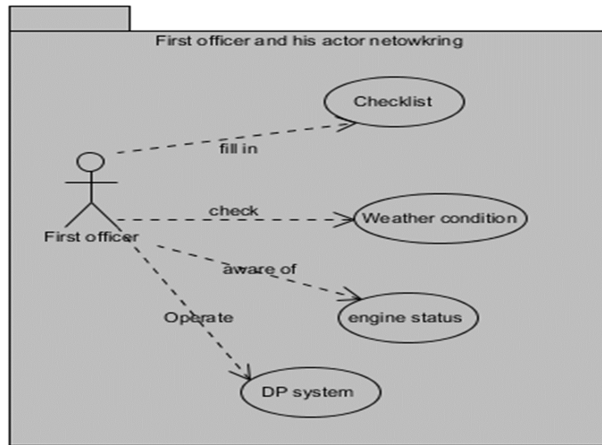 First officer and his actor netowkring
Checklist
fill in
check
Weather condition
First officer
aware of
engine status
Operate
DP system